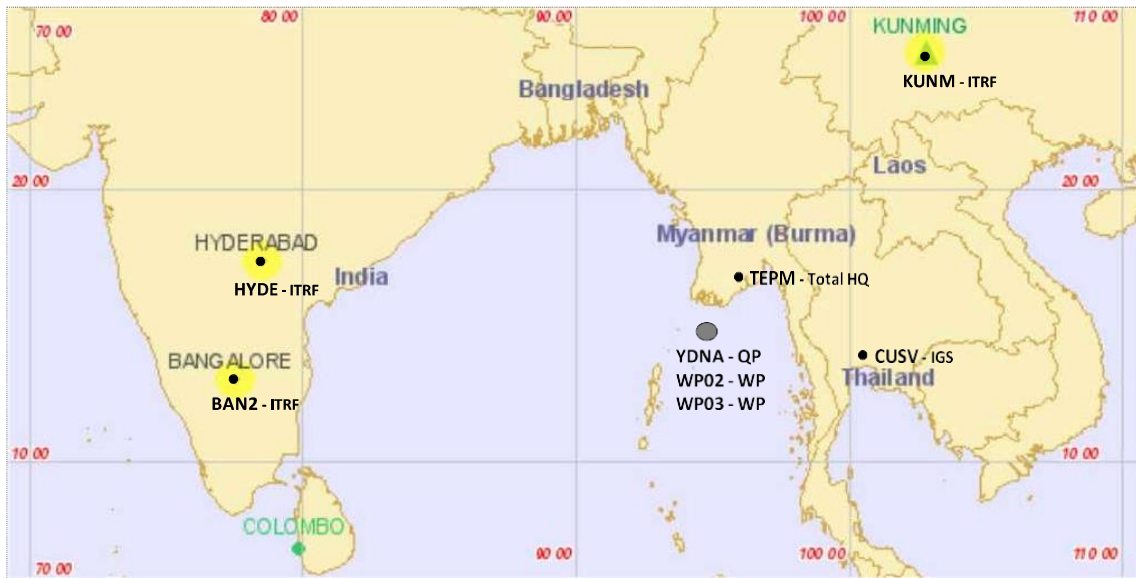 80 00
90 00
100 00
110 00
70 00
KUNMING
KUNM - ITRF
Bangladesh
Laos
20 00
20 00
HYDERABAD
Myanmar (Burma)
HYDE - ITRF
India
TEPM - Total HQ
BANGALORE
YDNA - QP
CUSV - IGS
WP02 - WP
Thailand
BAN2 - ITRF
WP03 - WP
10 00
10 00
COLOMBO
70 00
90 00
100 00
110 00